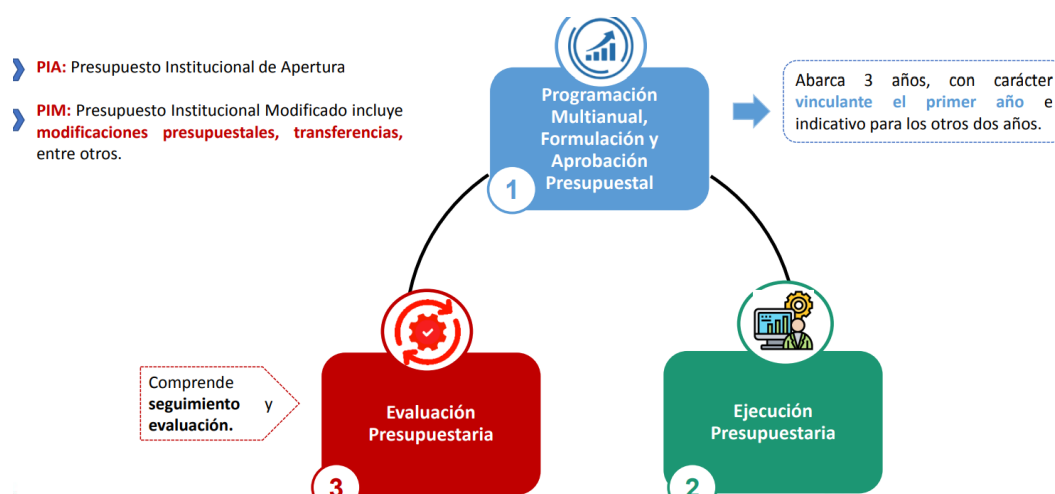 PIA: Presupuesto Institucional de Apertura
PIM: Presupuesto Institucional Modificado incluye
modificaciones presupuestales, transferencias,
entre otros.
Programación
Multianual,
Formulación y
Aprobación
Presupuestal
1
Abarca 3 años, con carácter
vinculante el primer año e
indicativo para los otros dos años.
Comprende
seguimiento y
evaluación.
Evaluación
Presupuestaria
3
Ejecución
Presupuestaria
2